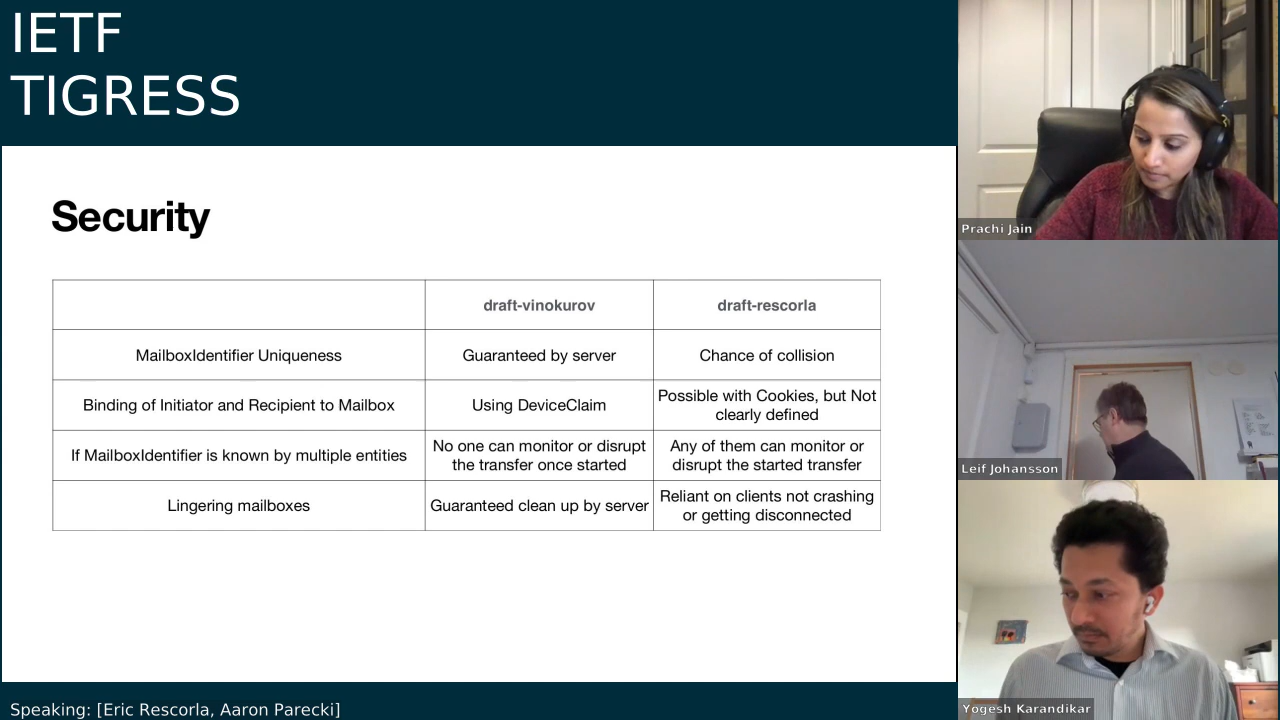 IETF
TIGRESS
Security
draft-vinokurov
draft-rescorla
MailboxIdentifier Uniqueness
Guaranteed by server
Chance of collision
Binding of Initiator and Recipient to Mailbox
Using DeviceClaim
Possible with Cookies, but Not
clearly defined
If MailboxIdentifier is known by multiple entities
No one can monitor or disrupt
the transfer once started
Any of them can monitor or
disrupt the started transfer
Lingering mailboxes
Guaranteed clean up by server
Reliant on clients not crashing
or getting disconnected
Speaking: [Eric Rescorla, Aaron Parecki]
Prachi Jain
Leif Johansson
Yogesh Karandikar